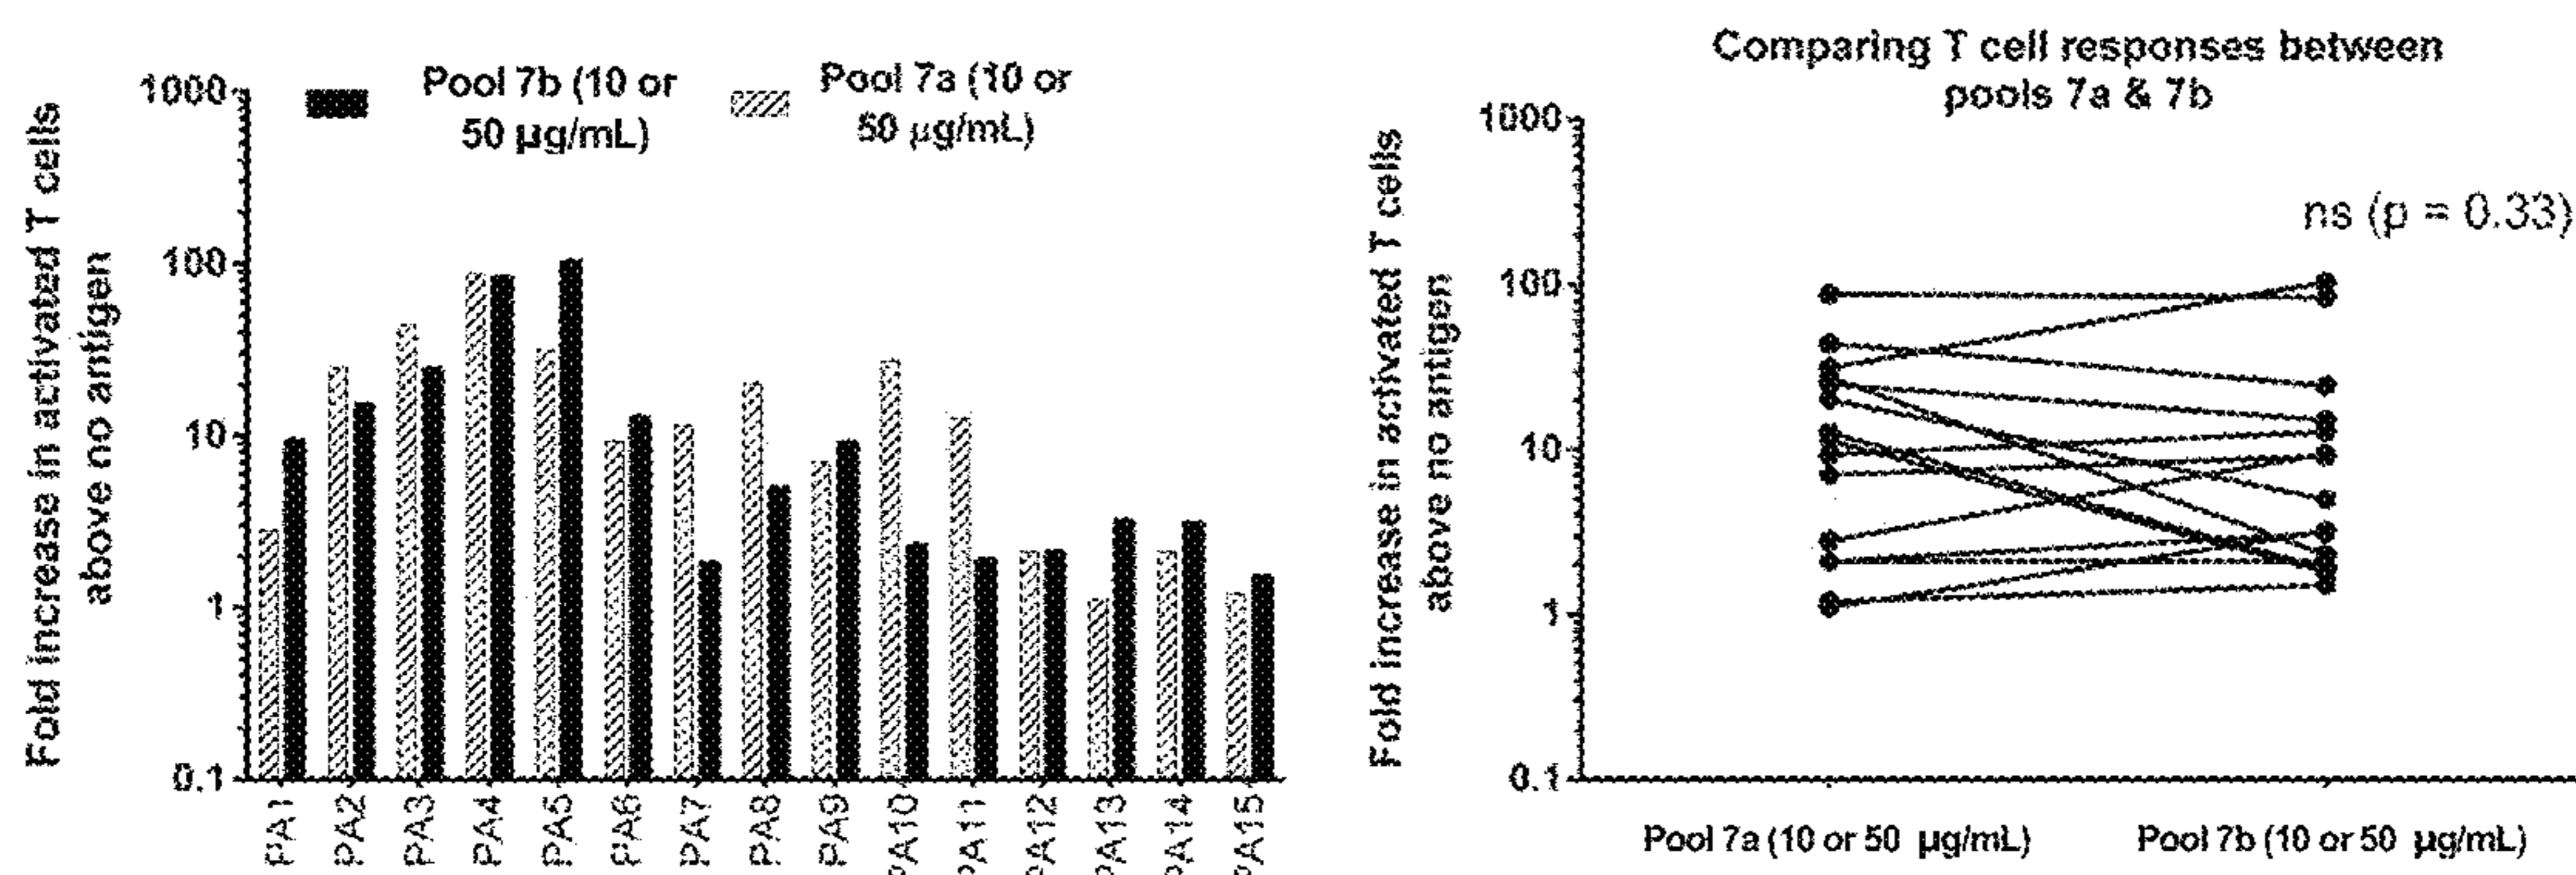 Fold increase in activated T cells
above no antigen
1000
100
10
1
0.1
Pool 7b (10 or
50 µg/mL)
Pool 7a (10 or
50 µg/mL)
PA1
PA2
PA3
PA4
PA5
PA6
PA7
PA8
PA9
PA10
PA11
PA12
PA13
PA14
PA15
Comparing T cell responses between
pools 7a & 7b
Fold increase in activated T cells
above no antigen
1000
100
10
1
0.1
ns (p = 0.33)
Pool 7a (10 or 50 µg/mL)
Pool 7b (10 or 50 µg/mL)